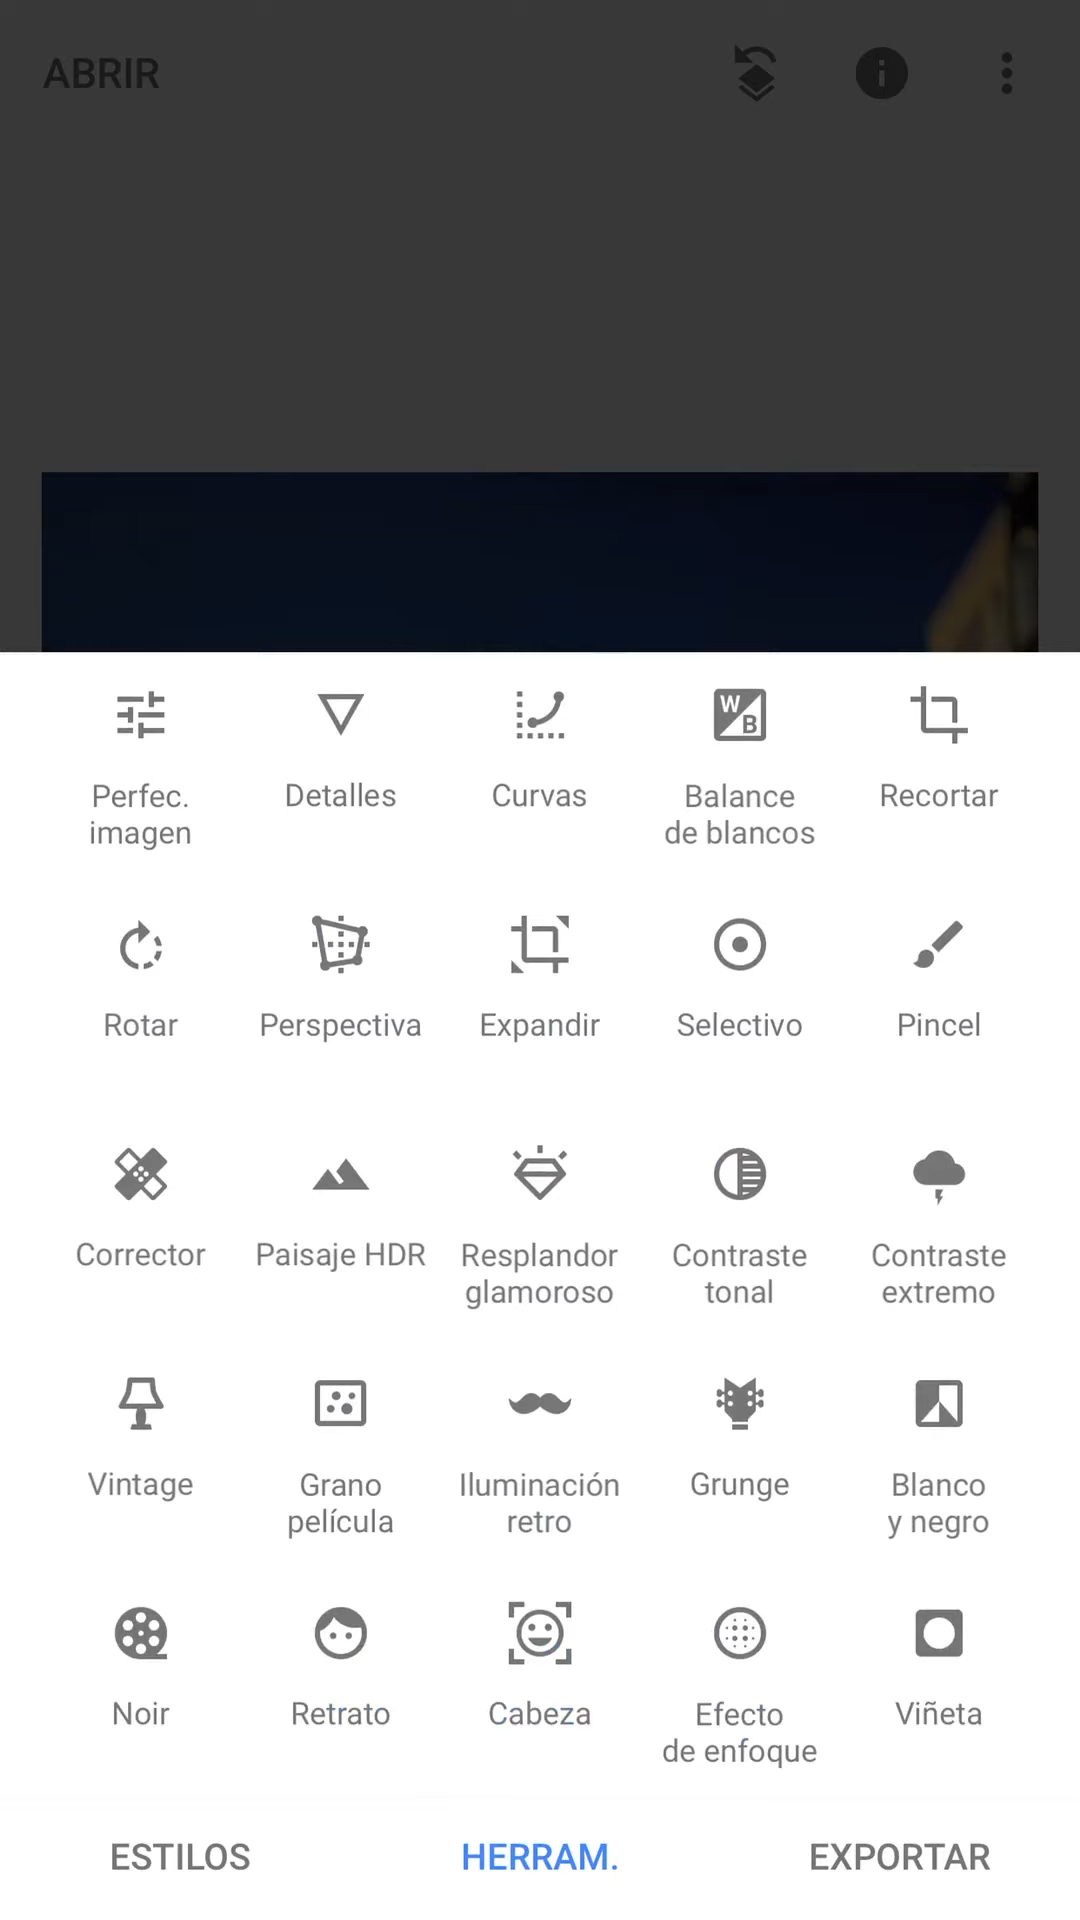 ABRIR
Perfec.
imagen
Detalles
Curvas
W
B
Balance
de blancos
Recortar
Rotar
Perspectiva
Expandir
Selectivo
Pincel
Corrector
Paisaje HDR
Resplandor
glamoroso
Contraste
tonal
Contraste
extremo
Vintage
Grano
película
Iluminación
retro
Grunge
Blanco
y negro
Noir
Retrato
Cabeza
Efecto
de enfoque
Viñeta
ESTILOS
HERRAM.
EXPORTAR